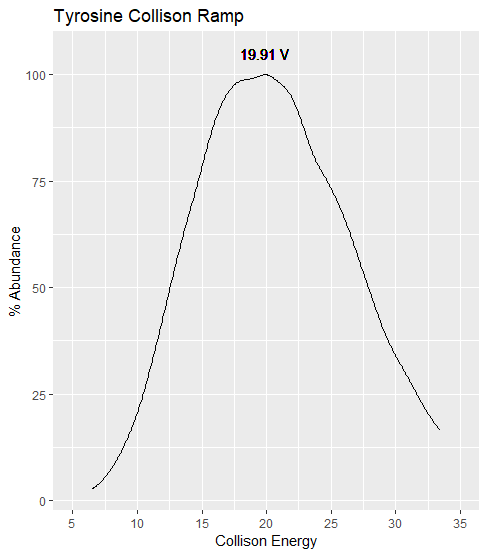 Tyrosine Collison Ramp
19.91 V
100
75
50
25
0
% Abundance
5 10 15 20 25 30 35
Collison Energy